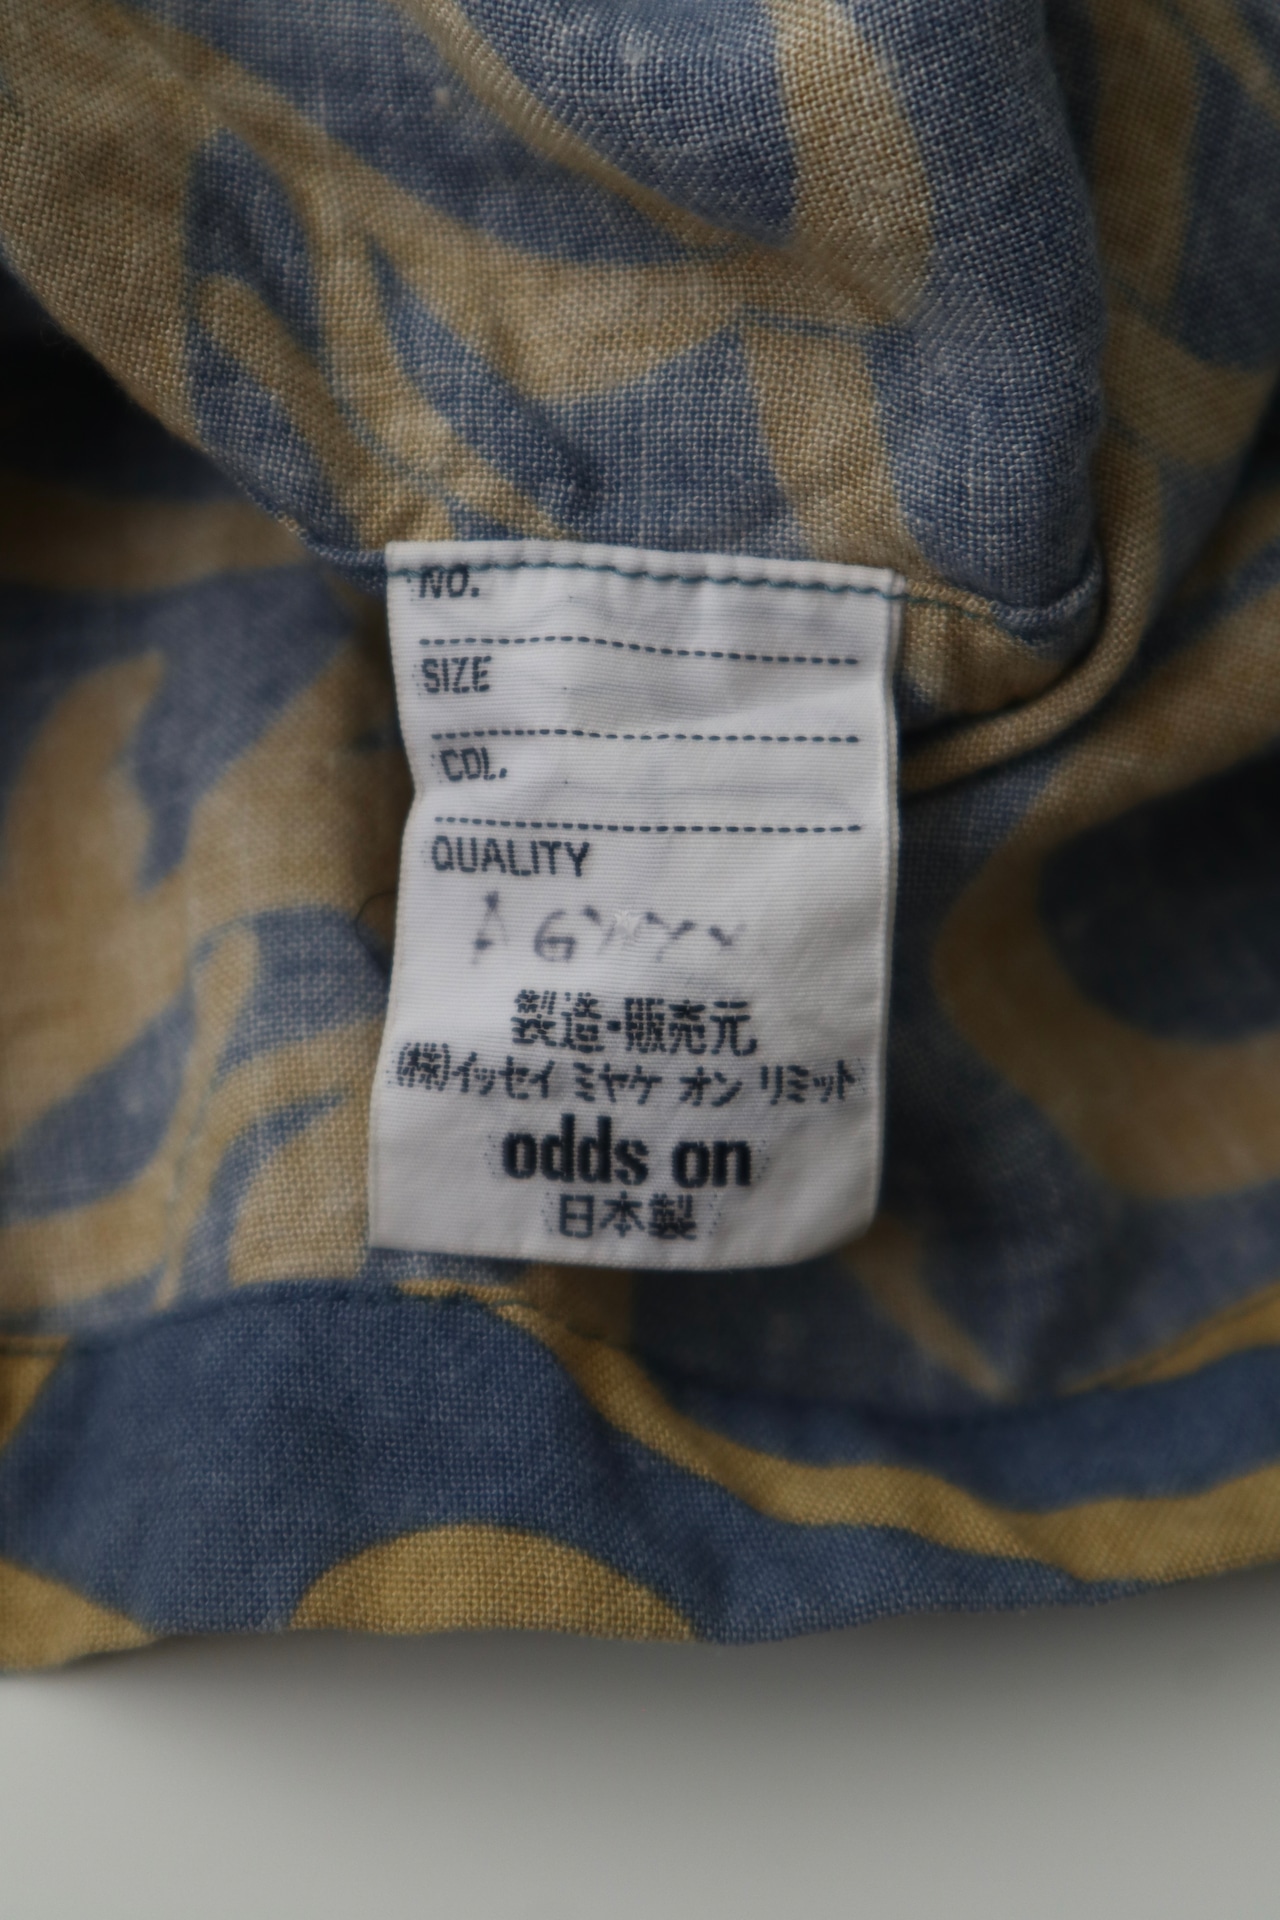 NO.
SIZE
COL.
QUALITY
製造・販売元
(株)イッセイ ミヤケ オン リミット
odds on
日本製